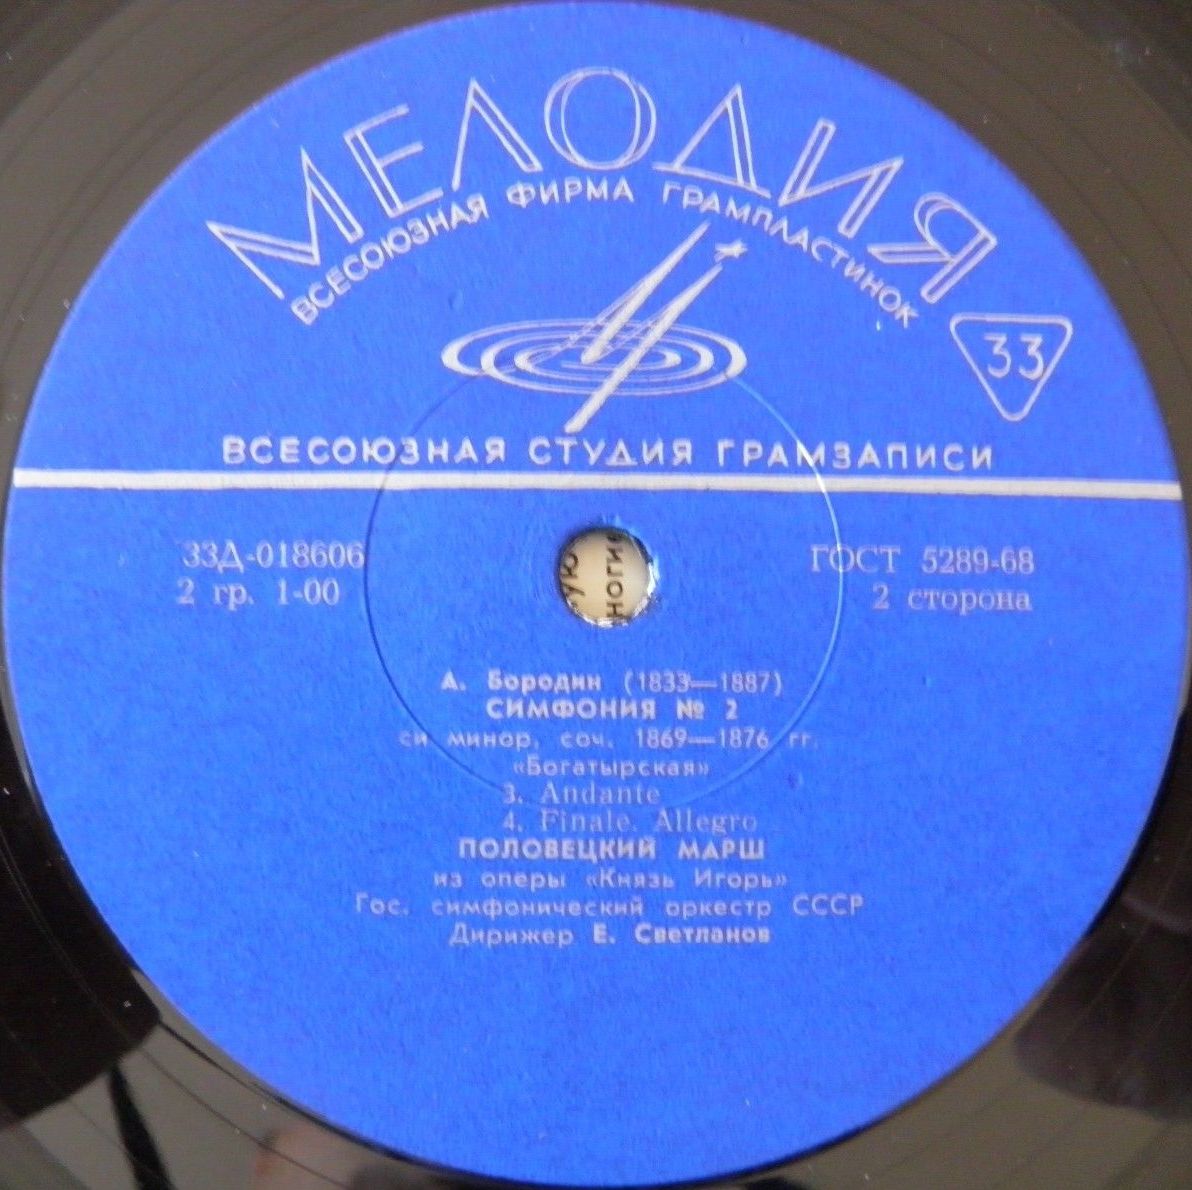 МЕЛОДИЯ
ВСЕСОЮЗНАЯ ФИРМА ГРАМПЛАСТИНОК
33
ВСЕСОЮЗНАЯ СТУДИЯ ГРАМЗАПИСИ
33Д-018606
ГОСТ 5289-68
2 гр. 1-00
2 сторона
А. Бородин (1833—1887)
СИМФОНИЯ № 2
си минор, соч. 1869—1876 гг.
«Богатырская»
3. Andante
4. Finale. Allegro
ПОЛОВЕЦКИЙ МАРШ
из оперы «Князь Игорь»
Гос. симфонический оркестр СССР
Дирижер Е. Светланов